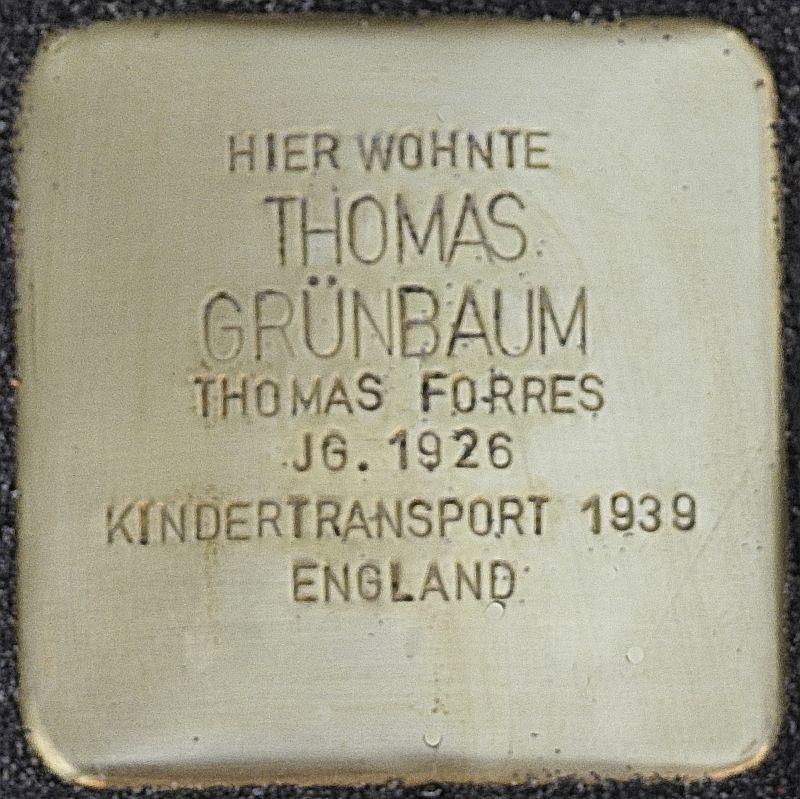 HIER WOHNTE
THOMAS
GRÜNBAUM
THOMAS FORRES
JG. 1926
KINDERTRANSPORT 1939
ENGLAND